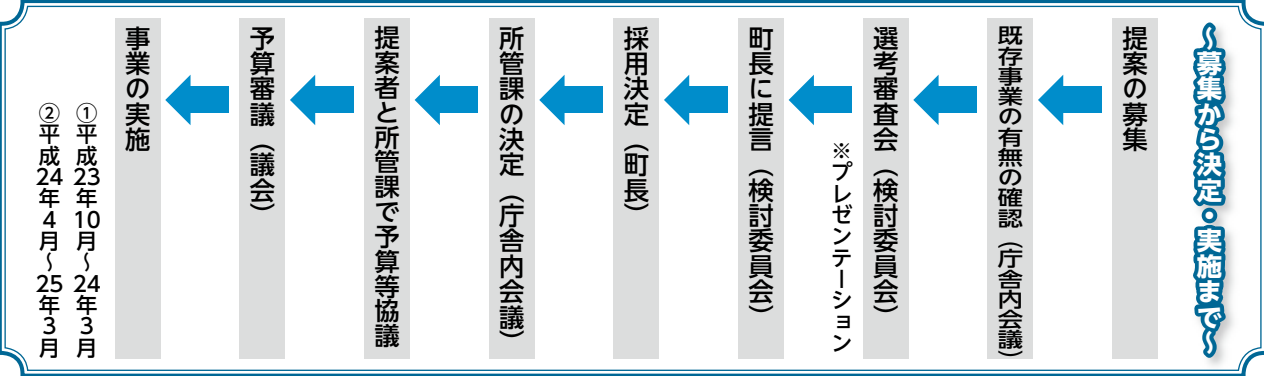 ～募集から決定・実施まで～
提案の募集
既存事業の有無の確認（庁舎内会議）
選考審査会（検討委員会）
※プレゼンテーション
町長に提言（検討委員会）
採用決定（町長）
所管課の決定（庁舎内会議）
提案者と所管課で予算等協議
予算審議（議会）
事業の実施
①平成23年10月～24年3月
②平成24年4月～25年3月